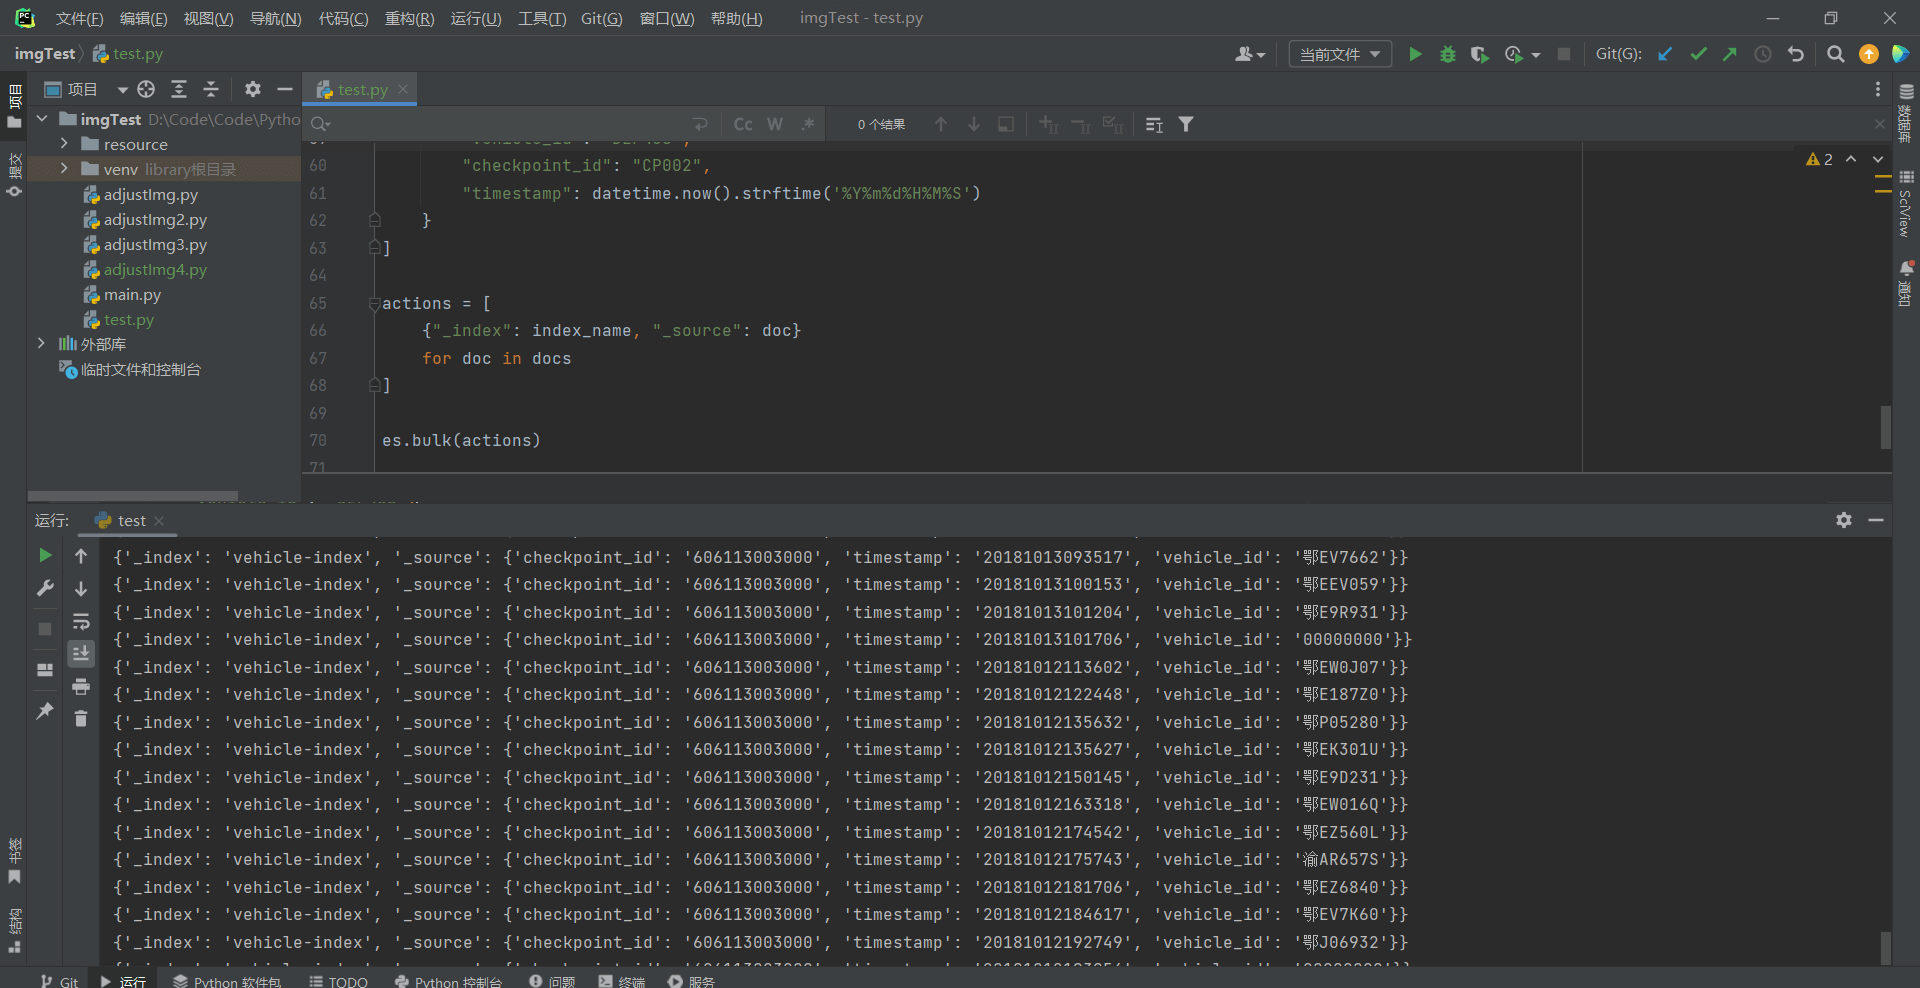 文件(F) 编辑(E) 视图(V) 导航(N) 代码(C) 重构(R) 运行(U) 工具(T) Git(G) 窗口(W) 帮助(H) imgTest - test.py
imgTest test.py 当前文件 Git(G):
项目 test.py
imgTest D:\Code\Code\Pytho
resource
venv library根目录
adjustImg.py
adjustImg2.py
adjustImg3.py
adjustImg4.py
main.py
test.py
外部库
临时文件和控制台
项目
提交
书签
结构
Cc W .* 0 个结果
2
60 "checkpoint_id": "CP002",
61 "timestamp": datetime.now().strftime('%Y%m%d%H%M%S')
62 }
63 ]
64
65 actions = [
66 {"_index": index_name, "_source": doc}
67 for doc in docs
68 ]
69
70 es.bulk(actions)
71
数据库
SciView
通知
运行: test
{'_index': 'vehicle-index', '_source': {'checkpoint_id': '606113003000', 'timestamp': '20181013093517', 'vehicle_id': '鄂EV7662'}}
{'_index': 'vehicle-index', '_source': {'checkpoint_id': '606113003000', 'timestamp': '20181013100153', 'vehicle_id': '鄂EEV059'}}
{'_index': 'vehicle-index', '_source': {'checkpoint_id': '606113003000', 'timestamp': '20181013101204', 'vehicle_id': '鄂E9R931'}}
{'_index': 'vehicle-index', '_source': {'checkpoint_id': '606113003000', 'timestamp': '20181013101706', 'vehicle_id': '00000000'}}
{'_index': 'vehicle-index', '_source': {'checkpoint_id': '606113003000', 'timestamp': '20181012113602', 'vehicle_id': '鄂EW0J07'}}
{'_index': 'vehicle-index', '_source': {'checkpoint_id': '606113003000', 'timestamp': '20181012122448', 'vehicle_id': '鄂E187Z0'}}
{'_index': 'vehicle-index', '_source': {'checkpoint_id': '606113003000', 'timestamp': '20181012135632', 'vehicle_id': '鄂P05280'}}
{'_index': 'vehicle-index', '_source': {'checkpoint_id': '606113003000', 'timestamp': '20181012135627', 'vehicle_id': '鄂EK301U'}}
{'_index': 'vehicle-index', '_source': {'checkpoint_id': '606113003000', 'timestamp': '20181012150145', 'vehicle_id': '鄂E9D231'}}
{'_index': 'vehicle-index', '_source': {'checkpoint_id': '606113003000', 'timestamp': '20181012163318', 'vehicle_id': '鄂EW016Q'}}
{'_index': 'vehicle-index', '_source': {'checkpoint_id': '606113003000', 'timestamp': '20181012174542', 'vehicle_id': '鄂EZ560L'}}
{'_index': 'vehicle-index', '_source': {'checkpoint_id': '606113003000', 'timestamp': '20181012175743', 'vehicle_id': '渝AR657S'}}
{'_index': 'vehicle-index', '_source': {'checkpoint_id': '606113003000', 'timestamp': '20181012181706', 'vehicle_id': '鄂EZ6840'}}
{'_index': 'vehicle-index', '_source': {'checkpoint_id': '606113003000', 'timestamp': '20181012184617', 'vehicle_id': '鄂EV7K60'}}
{'_index': 'vehicle-index', '_source': {'checkpoint_id': '606113003000', 'timestamp': '20181012192749', 'vehicle_id': '鄂J06932'}}
Git 运行 Python 软件包 TODO Python 控制台 问题 终端 服务